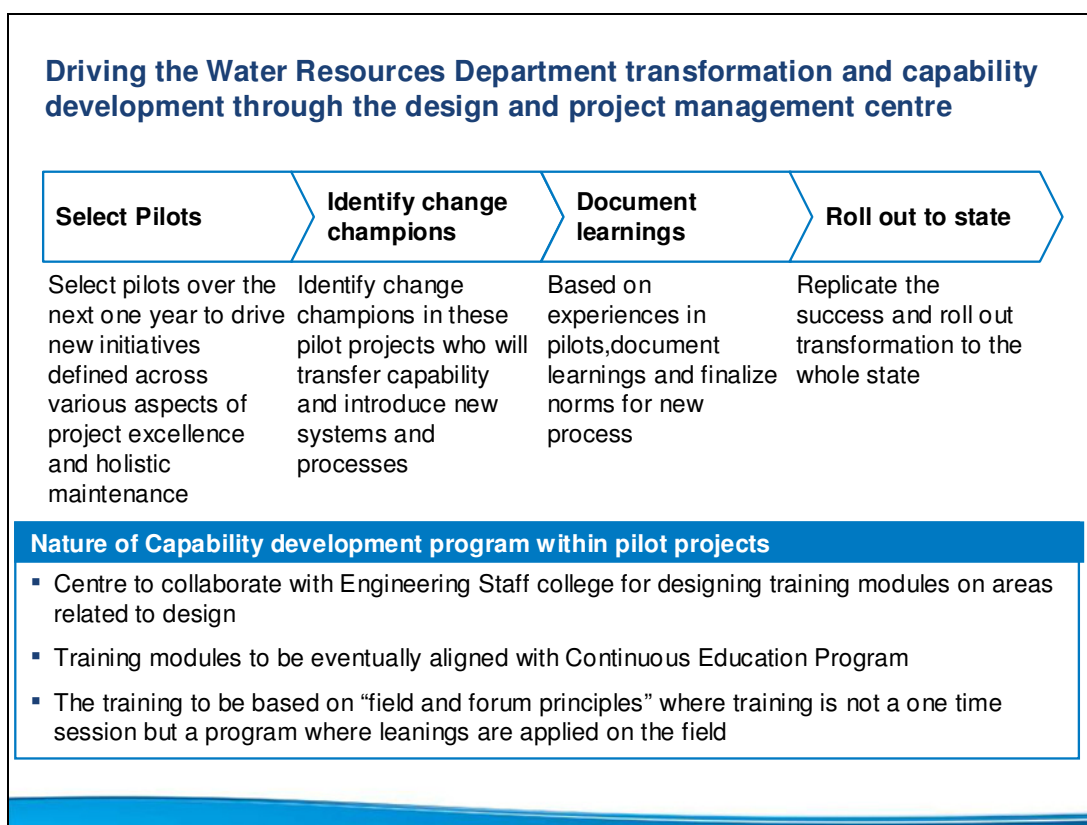 Driving the Water Resources Department transformation and capability
development through the design and project management centre
Select Pilots
Identify change
champions
Document
learnings
Roll out to state
Select pilots over the
next one year to drive
new initiatives
defined across
various aspects of
project excellence
and holistic
maintenance
Identify change
champions in these
pilot projects who will
transfer capability
and introduce new
systems and
processes
Based on
experiences in
pilots,document
learnings and finalize
norms for new
process
Replicate the
success and roll out
transformation to the
whole state
Nature of Capability development program within pilot projects
▪ Centre to collaborate with Engineering Staff college for designing training modules on areas
related to design
▪ Training modules to be eventually aligned with Continuous Education Program
▪ The training to be based on “field and forum principles” where training is not a one time
session but a program where leanings are applied on the field